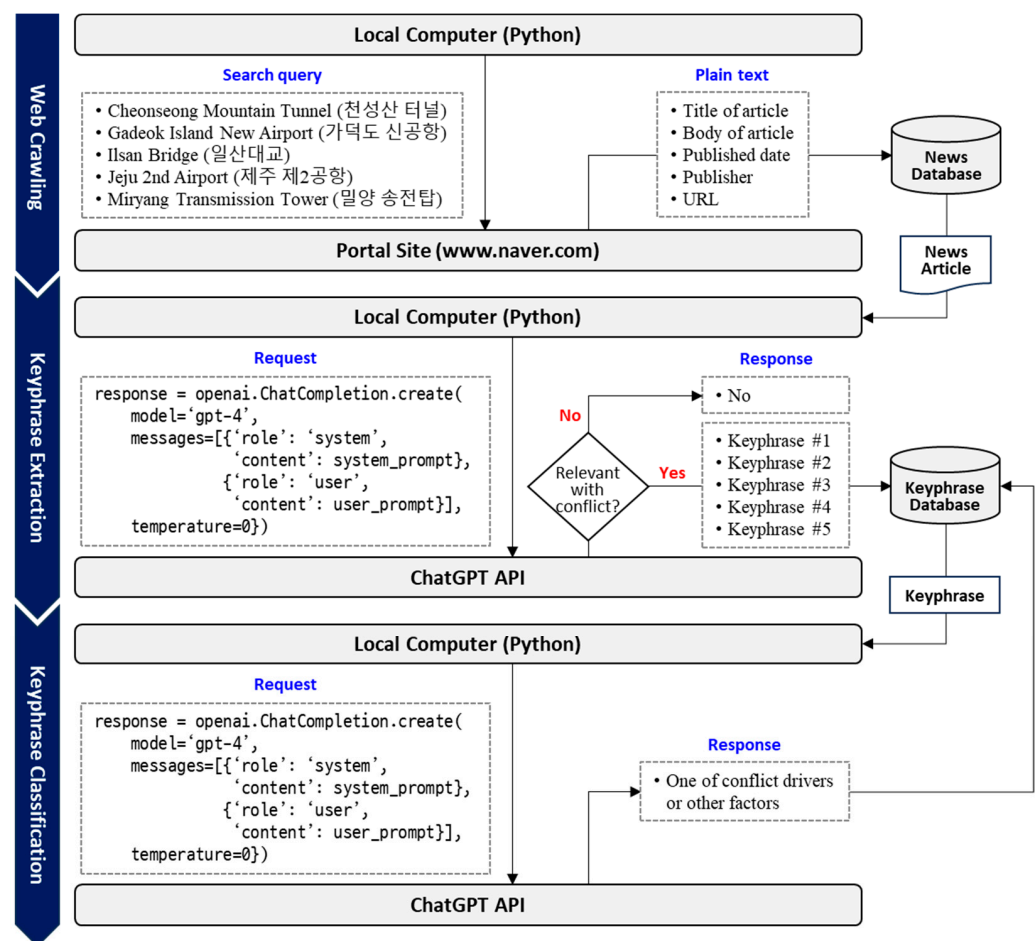 Web Crawling
Local Computer (Python)
Search query
• Cheonseong Mountain Tunnel (천성산 터널)
• Gadeok Island New Airport (가덕도 신공항)
• Ilsan Bridge (일산대교)
• Jeju 2nd Airport (제주 제2공항)
• Miryang Transmission Tower (밀양 송전탑)
Plain text
• Title of article
• Body of article
• Published date
• Publisher
• URL
News
Database
Portal Site (www.naver.com)
News
Article
Keyphrase Extraction
Local Computer (Python)
Request
response = openai.ChatCompletion.create(
model=‘gpt-4’,
messages=[{‘role’: ‘system’,
‘content’: system_prompt},
{‘role’: ‘user’,
‘content’: user_prompt}],
temperature=0})
Relevant
with
conflict?
No
Yes
Response
• No
• Keyphrase #1
• Keyphrase #2
• Keyphrase #3
• Keyphrase #4
• Keyphrase #5
Keyphrase
Database
ChatGPT API
Keyphrase
Keyphrase Classification
Local Computer (Python)
Request
response = openai.ChatCompletion.create(
model=‘gpt-4’,
messages=[{‘role’: ‘system’,
‘content’: system_prompt},
{‘role’: ‘user’,
‘content’: user_prompt}],
temperature=0})
Response
• One of conflict drivers
or other factors
ChatGPT API